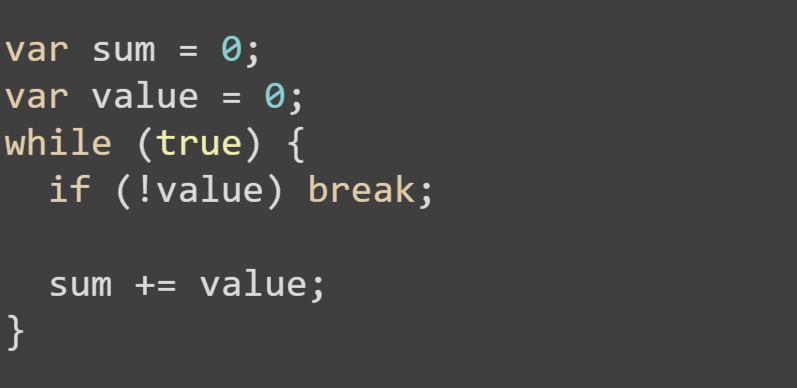 var sum = 0;
var value = 0;
while (true) {
  if (!value) break;

  sum += value;
}